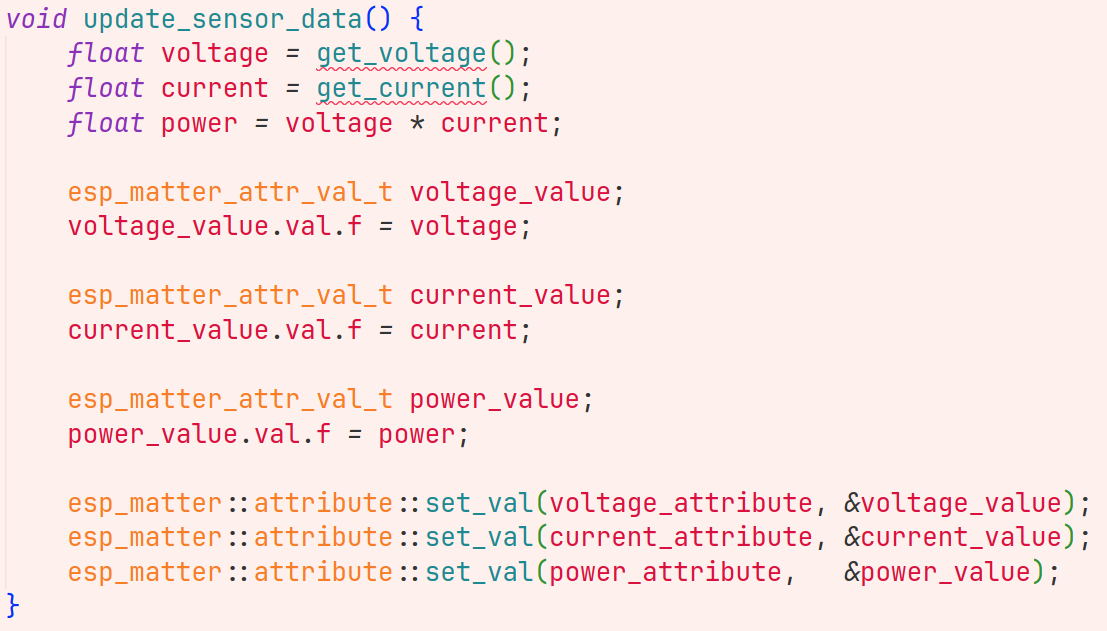 void update_sensor_data() {
    float voltage = get_voltage();
    float current = get_current();
    float power = voltage * current;

    esp_matter_attr_val_t voltage_value;
    voltage_value.val.f = voltage;

    esp_matter_attr_val_t current_value;
    current_value.val.f = current;

    esp_matter_attr_val_t power_value;
    power_value.val.f = power;

    esp_matter::attribute::set_val(voltage_attribute, &voltage_value);
    esp_matter::attribute::set_val(current_attribute, &current_value);
    esp_matter::attribute::set_val(power_attribute,   &power_value);
}